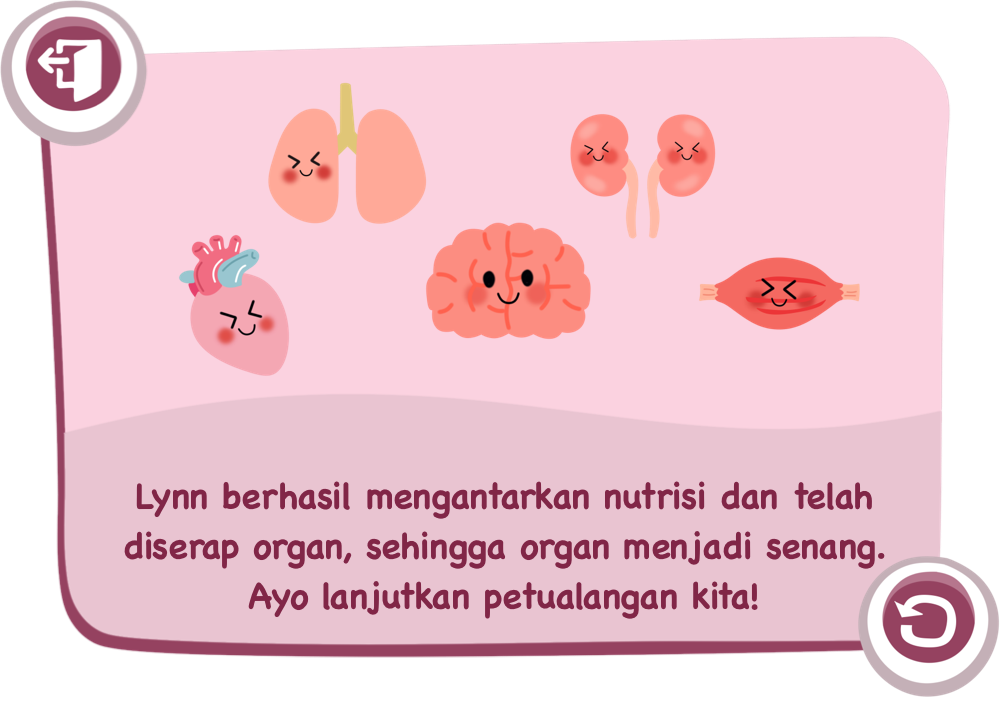 Lynn berhasil mengantarkan nutrisi dan telah
diserap organ, sehingga organ menjadi senang.
Ayo lanjutkan petualangan kita!